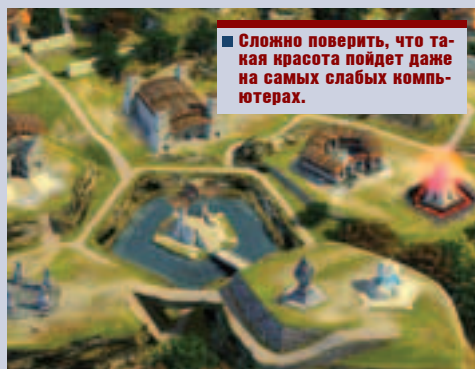 Сложно поверить, что та-
кая красота пойдет даже
на самых слабых компь-
ютерах.